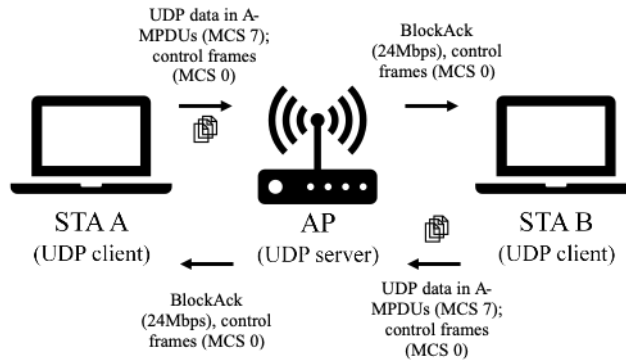 UDP data in A-
MPDUs (MCS 7);
control frames
(MCS 0)
BlockAck
(24Mbps), control
frames (MCS 0)
STA A
(UDP client)
AP
(UDP server)
STA B
(UDP client)
BlockAck
(24Mbps), control
frames (MCS 0)
UDP data in A-
MPDUs (MCS 7);
control frames
(MCS 0)